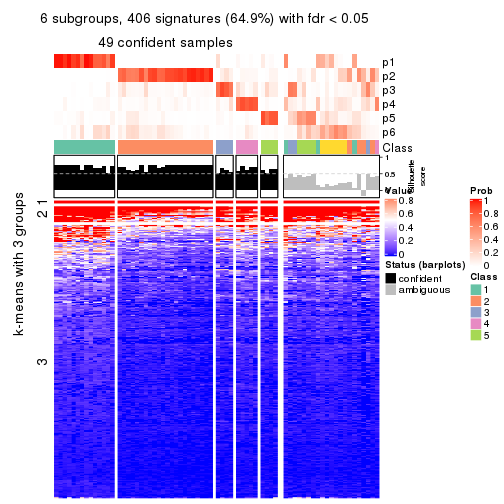 6 subgroups, 406 signatures (64.9%) with fdr < 0.05
49 confident samples
p1
p2
p3
p4
p5
p6
Class
1
0.5
0
Silhouette
score
k-means with 3 groups
1
2
3
Value
0.8
0.6
0.4
0.2
0
Status (barplots)
confident
ambiguous
Prob
1
0.8
0.6
0.4
0.2
0
Class
1
2
3
4
5